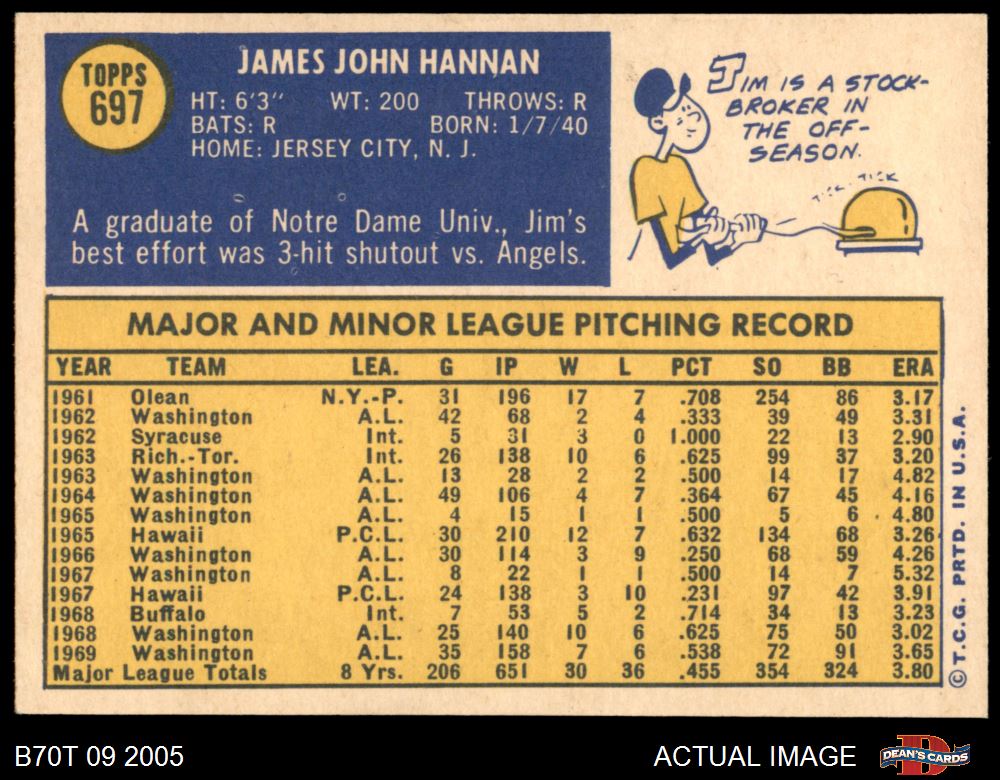 TOPPS
697
JAMES JOHN HANNAN
HT: 6'3" WT: 200 THROWS: R
BATS: R BORN: 1/7/40
HOME: JERSEY CITY, N. J.
A graduate of Notre Dame Univ., Jim's
best effort was 3-hit shutout vs. Angels.
JIM IS A STOCK-
BROKER IN
THE OFF-
SEASON.
TICK TICK
MAJOR AND MINOR LEAGUE PITCHING RECORD
YEAR TEAM LEA. G IP W L PCT SO BB ERA
1961 Olean N.Y.-P. 31 196 17 7 .708 254 86 3.17
1962 Washington A.L. 42 68 2 4 .333 39 49 3.31
1962 Syracuse Int. 5 31 3 0 1.000 22 13 2.90
1963 Rich.-Tor. Int. 26 138 10 6 .625 99 37 3.20
1963 Washington A.L. 13 28 2 2 .500 14 17 4.82
1964 Washington A.L. 49 106 4 7 .364 67 45 4.16
1965 Washington A.L. 4 15 1 1 .500 5 6 4.80
1965 Hawaii P.C.L. 30 210 12 7 .632 134 68 3.26
1966 Washington A.L. 30 114 3 9 .250 68 59 4.26
1967 Washington A.L. 8 22 1 1 .500 14 7 5.32
1967 Hawaii P.C.L. 24 138 3 10 .231 97 42 3.91
1968 Buffalo Int. 7 53 5 2 .714 34 13 3.23
1968 Washington A.L. 25 140 10 6 .625 75 50 3.02
1969 Washington A.L. 35 158 7 6 .538 72 91 3.65
Major League Totals 8 Yrs. 206 651 30 36 .455 354 324 3.80
©T.C.G. PRTD. IN U.S.A.
B70T 09 2005
ACTUAL IMAGE
DEAN'S CARDS